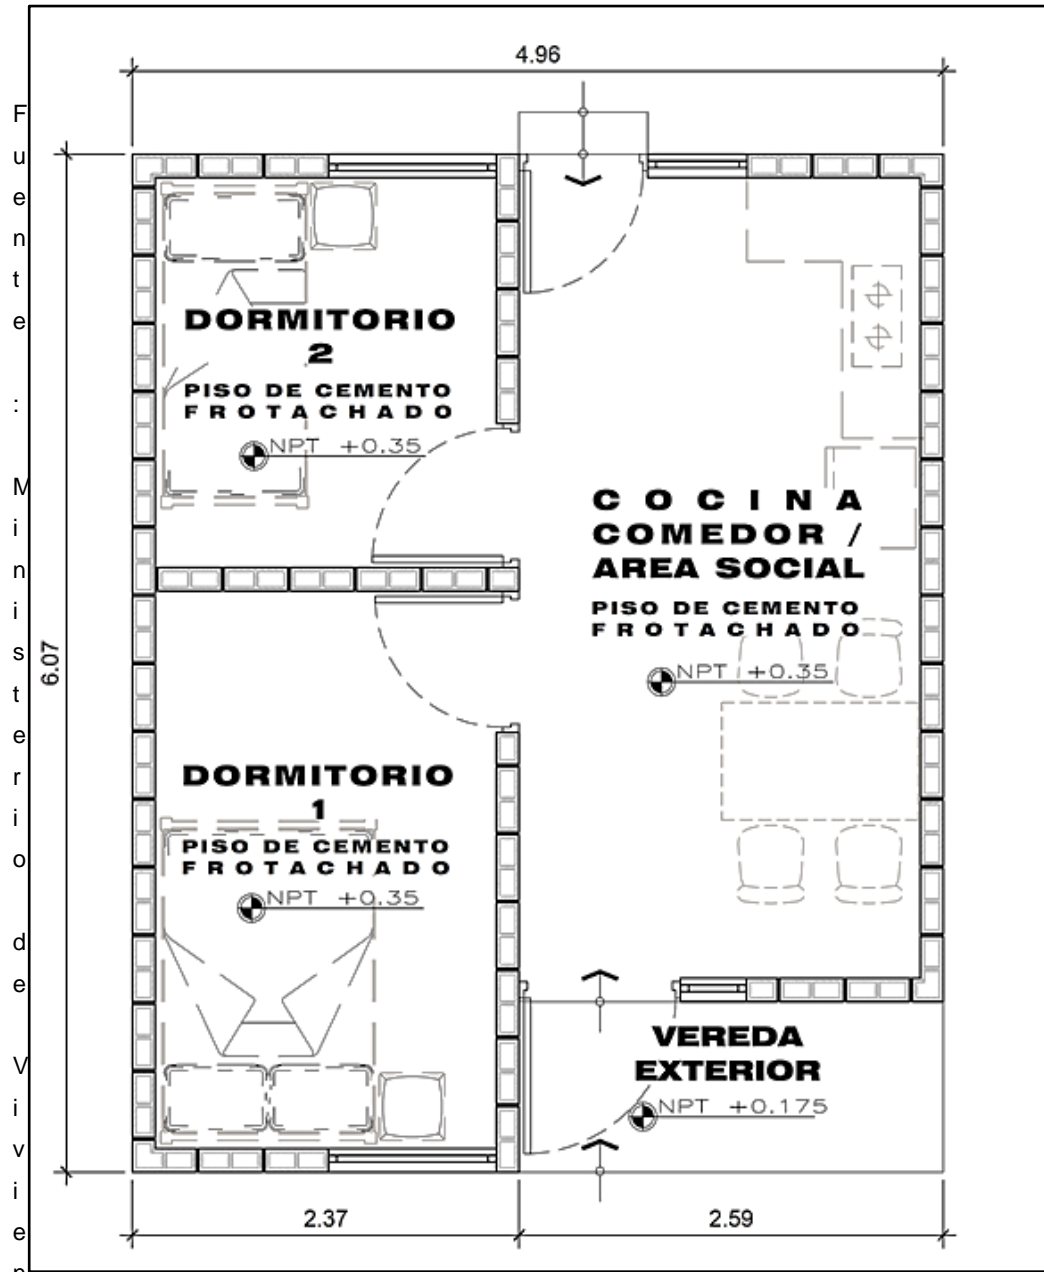 4.96
Fuente: Ministerio de Vivien
DORMITORIO
2
PISO DE CEMENTO
FROTACHADO
NPT +0.35
COCINA
COMEDOR /
AREA SOCIAL
PISO DE CEMENTO
FROTACHADO
NPT +0.35
6.07
DORMITORIO
1
PISO DE CEMENTO
FROTACHADO
NPT +0.35
VEREDA
EXTERIOR
NPT +0.175
2.37
2.59